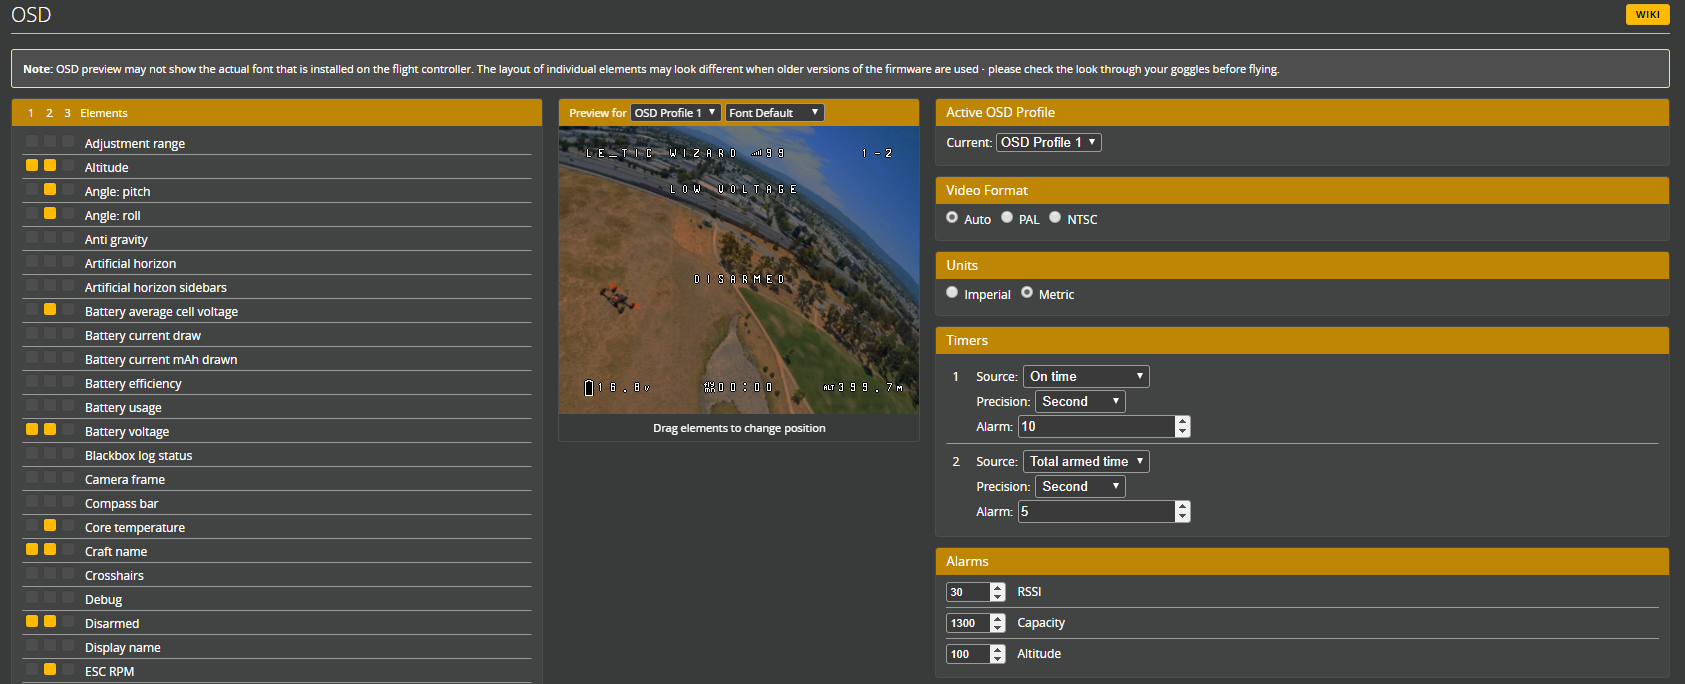 OSD
WIKI
Note: OSD preview may not show the actual font that is installed on the flight controller. The layout of individual elements may look different when older versions of the firmware are used - please check the look through your goggles before flying.
1 2 3 Elements
Adjustment range
Altitude
Angle: pitch
Angle: roll
Anti gravity
Artificial horizon
Artificial horizon sidebars
Battery average cell voltage
Battery current draw
Battery current mAh drawn
Battery efficiency
Battery usage
Battery voltage
Blackbox log status
Camera frame
Compass bar
Core temperature
Craft name
Crosshairs
Debug
Disarmed
Display name
ESC RPM
Preview for OSD Profile 1 Font Default
LE_TIC WIZARD 99 1-2
LOW VOLTAGE
DISARMED
16.8V FLY MN 00:00 ALT 399.7M
Drag elements to change position
Active OSD Profile
Current: OSD Profile 1
Video Format
Auto PAL NTSC
Units
Imperial Metric
Timers
1 Source: On time
Precision: Second
Alarm: 10
2 Source: Total armed time
Precision: Second
Alarm: 5
Alarms
30 RSSI
1300 Capacity
100 Altitude